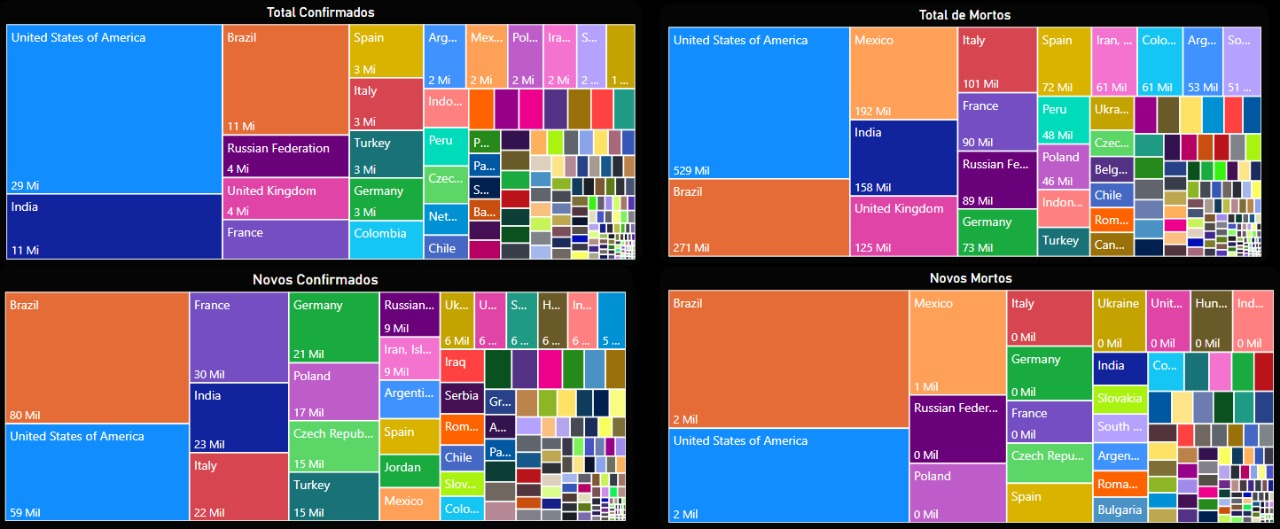 Total Confirmados
United States of America
29 Mi
India
11 Mi
Brazil
11 Mi
Russian Federation
4 Mi
United Kingdom
4 Mi
France
Spain
3 Mi
Italy
3 Mi
Turkey
3 Mi
Germany
3 Mi
Colombia
Arg...
2 Mi
Mex...
2 Mi
Pol...
2 Mi
Ira...
2 Mi
S...
2 ...
1...
Indo...
Peru
Czec...
Net...
Chile
P...
Pa...
S...
Ba...
Total de Mortos
United States of America
529 Mil
Brazil
271 Mil
Mexico
192 Mil
India
158 Mil
United Kingdom
125 Mil
Italy
101 Mil
France
90 Mil
Russian Fe...
89 Mil
Germany
73 Mil
Spain
72 Mil
Peru
48 Mil
Poland
46 Mil
Indon...
Turkey
Iran, ...
61 Mil
Colo...
61 Mil
Arg...
53 Mil
So...
51 ...
Ukra...
Czec...
Belg...
Chile
Rom...
Can...
Novos Confirmados
Brazil
80 Mil
United States of America
59 Mil
France
30 Mil
India
23 Mil
Italy
22 Mil
Germany
21 Mil
Poland
17 Mil
Czech Repub...
15 Mil
Turkey
15 Mil
Russian...
9 Mil
Iran, Isl...
9 Mil
Argenti...
Spain
Jordan
Mexico
Uk...
6 Mil
U...
6 ...
S...
6 ...
H...
6 ...
In...
6 ...
5 ...
Iraq
Serbia
Rom...
Chile
Slov...
Colo...
Gr...
A...
Pa...
Novos Mortos
Brazil
2 Mil
United States of America
2 Mil
Mexico
1 Mil
Russian Feder...
0 Mil
Poland
0 Mil
Italy
0 Mil
Germany
0 Mil
France
0 Mil
Czech Repu...
Spain
Ukraine
0 Mil
Unit...
0 Mil
Hun...
0 Mil
Ind...
0 Mil
India
Slovakia
South ...
Argen...
Roma...
Bulgaria
Co...